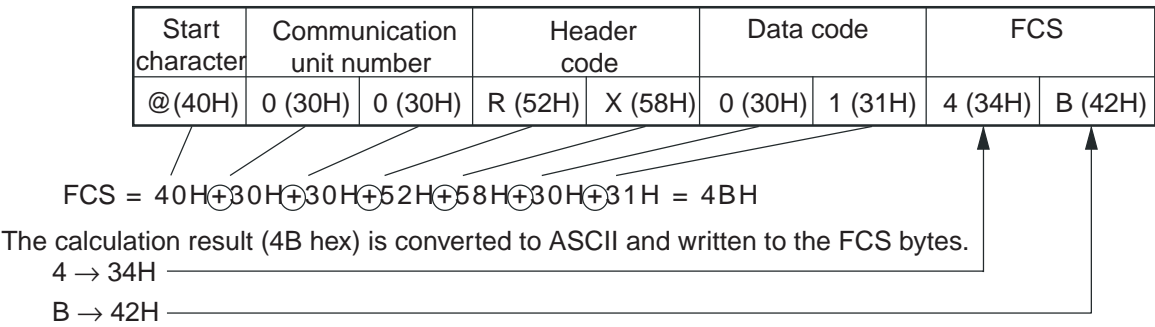 Start character Communication unit number Header code Data code FCS
@(40H) 0 (30H) 0 (30H) R (52H) X (58H) 0 (30H) 1 (31H) 4 (34H) B (42H)
FCS = 40H⊕30H⊕30H⊕52H⊕58H⊕30H⊕31H = 4BH
The calculation result (4B hex) is converted to ASCII and written to the FCS bytes.
4 → 34H
B → 42H